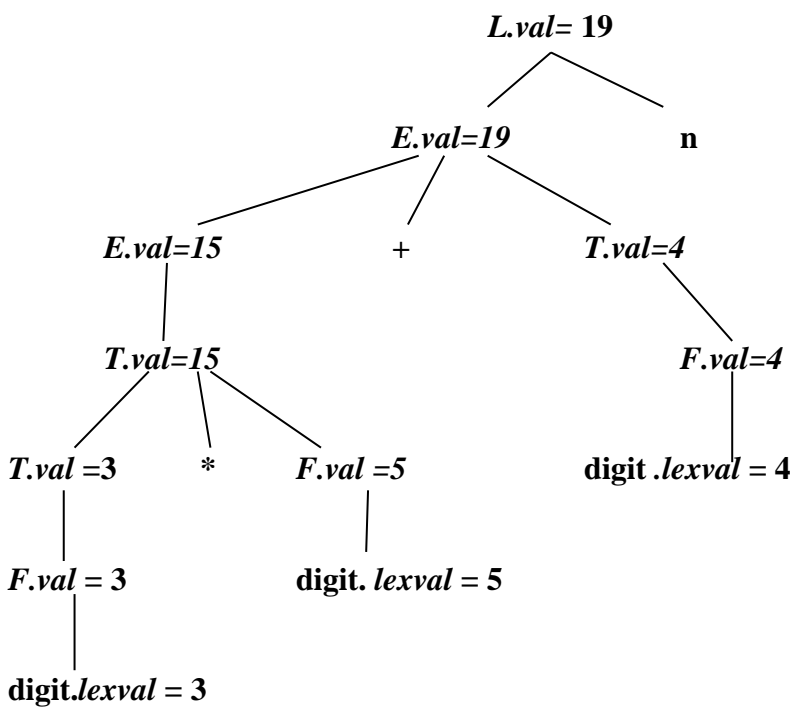 L.val= 19
E.val=19 n
E.val=15 + T.val=4
T.val=15 F.val=4
T.val =3 * F.val =5 digit .lexval = 4
F.val = 3 digit. lexval = 5
digit.lexval = 3